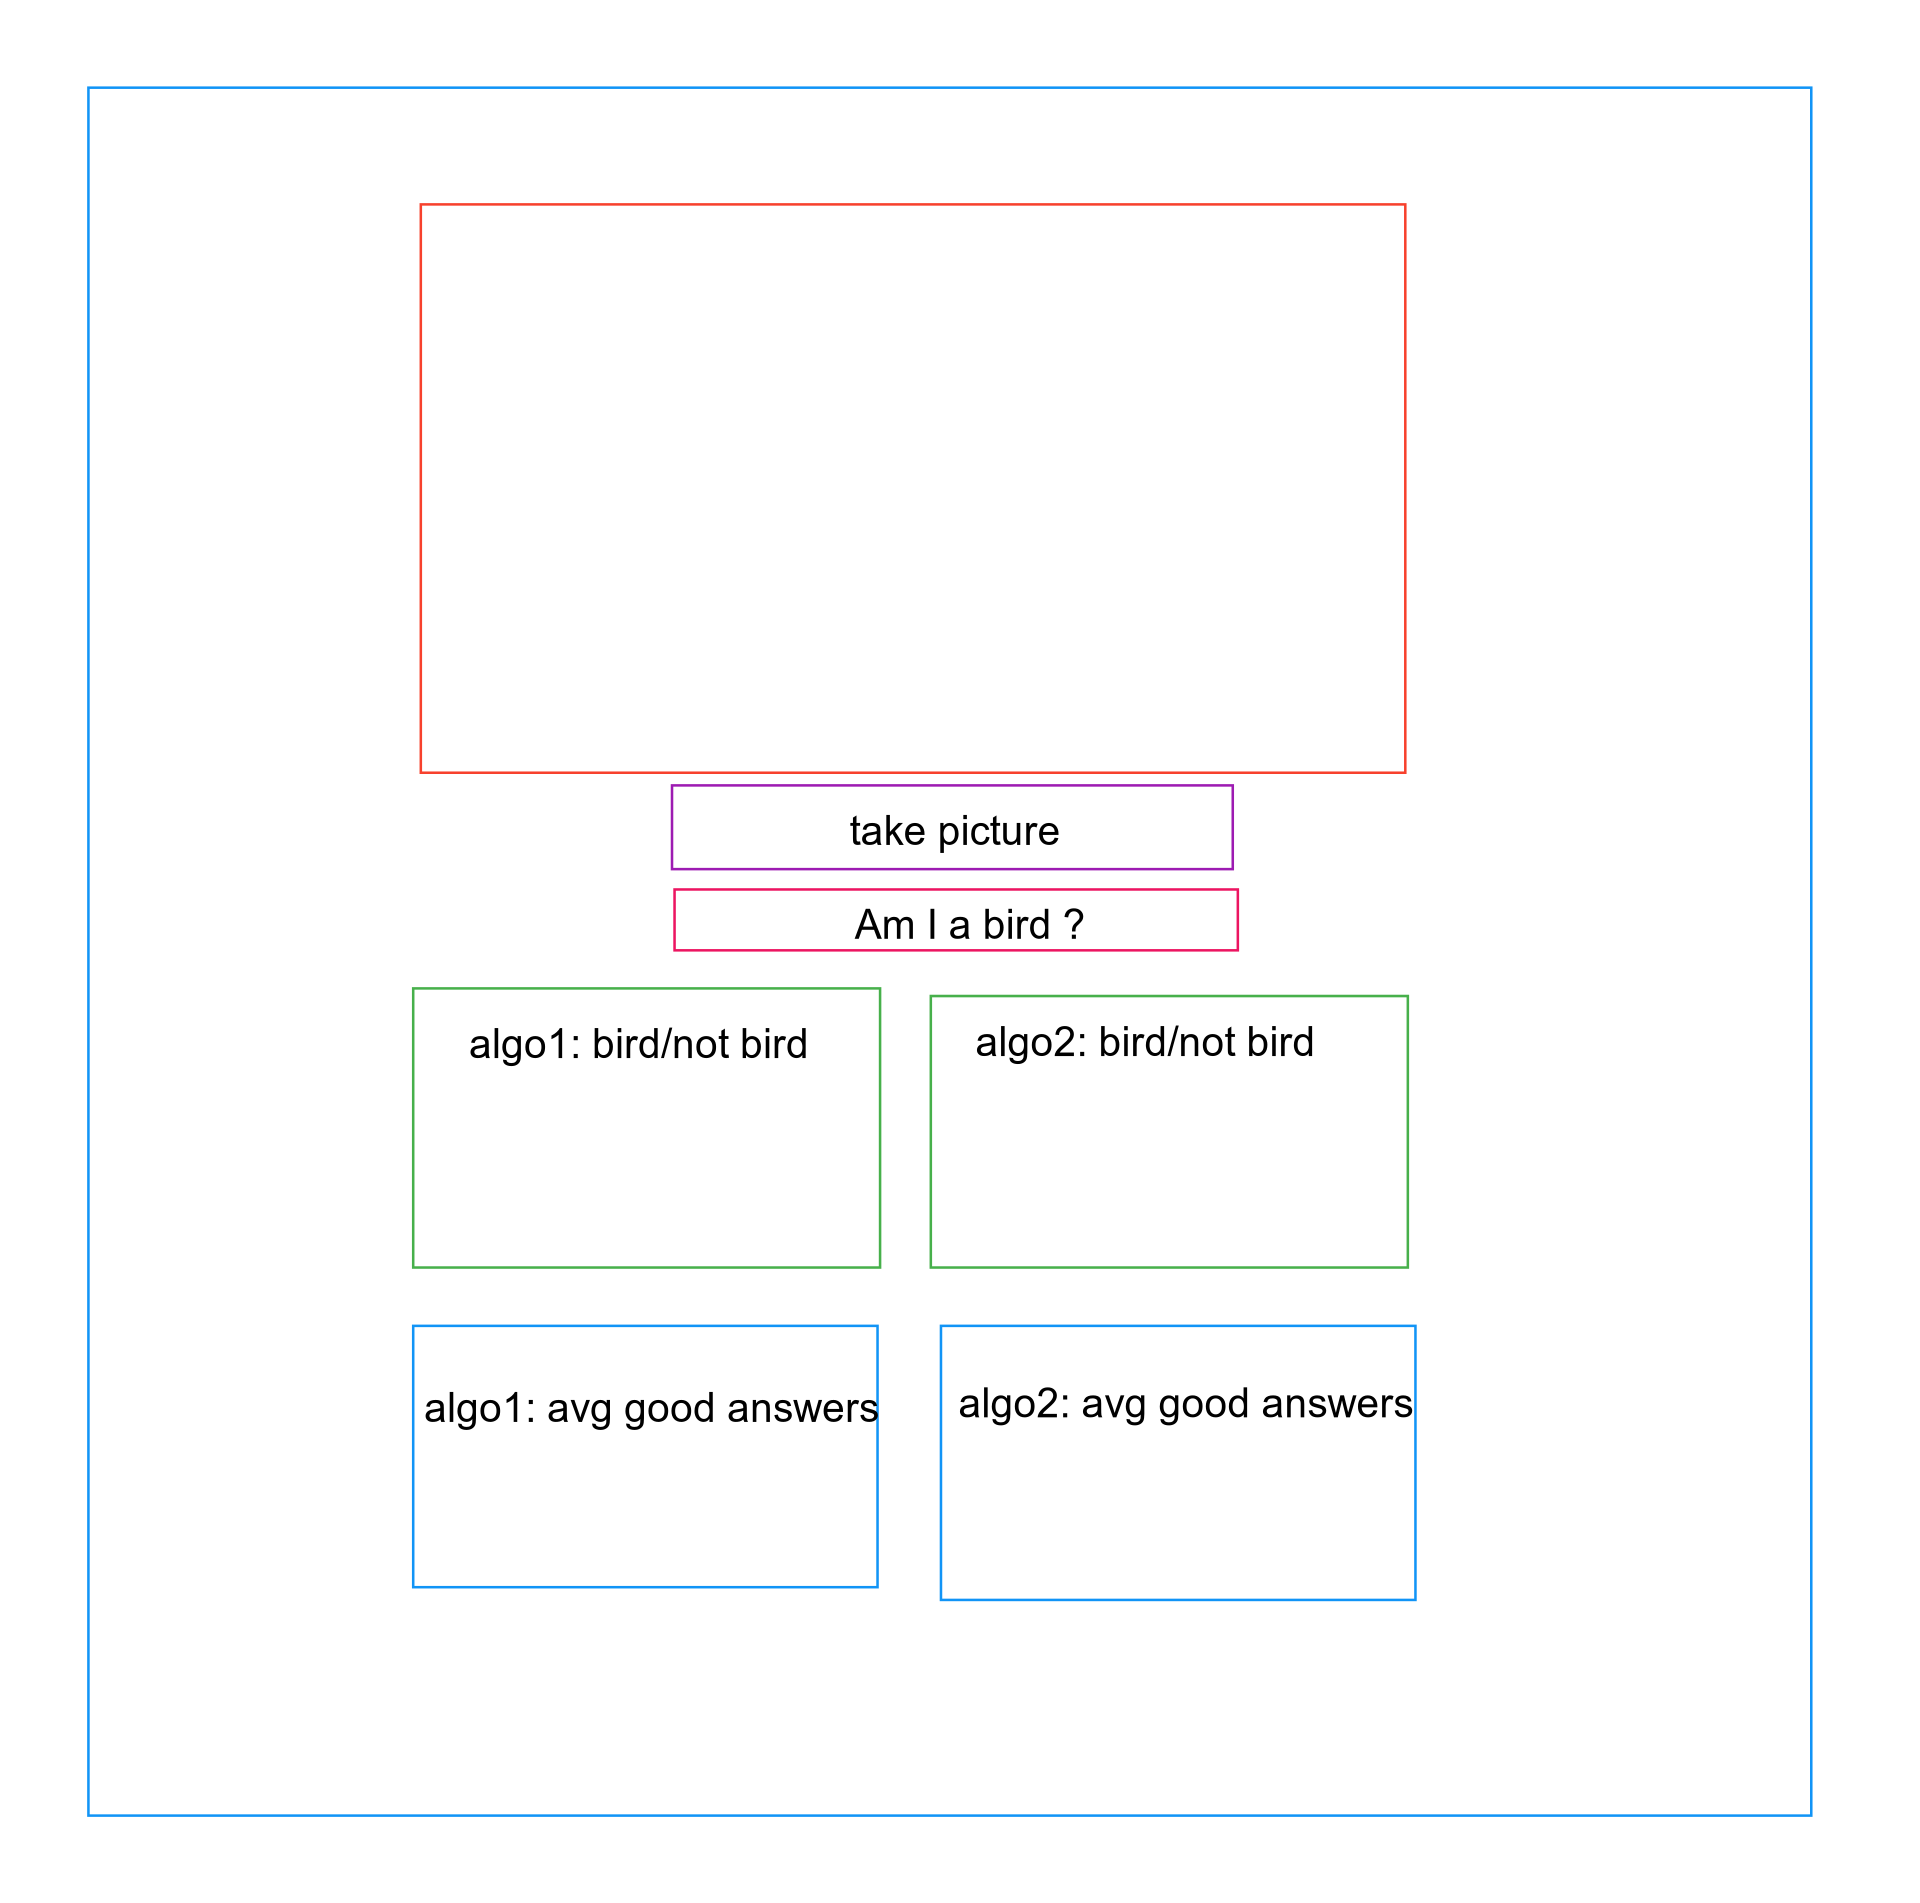 take picture
Am I a bird ?
algo1: bird/not bird
algo2: bird/not bird
algo1: avg good answers
algo2: avg good answers